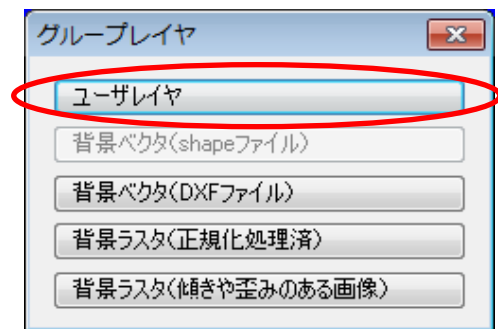 グループレイヤ
ユーザレイヤ
背景ベクタ(shapeファイル)
背景ベクタ(DXFファイル)
背景ラスタ(正規化処理済)
背景ラスタ(傾きや歪みのある画像)